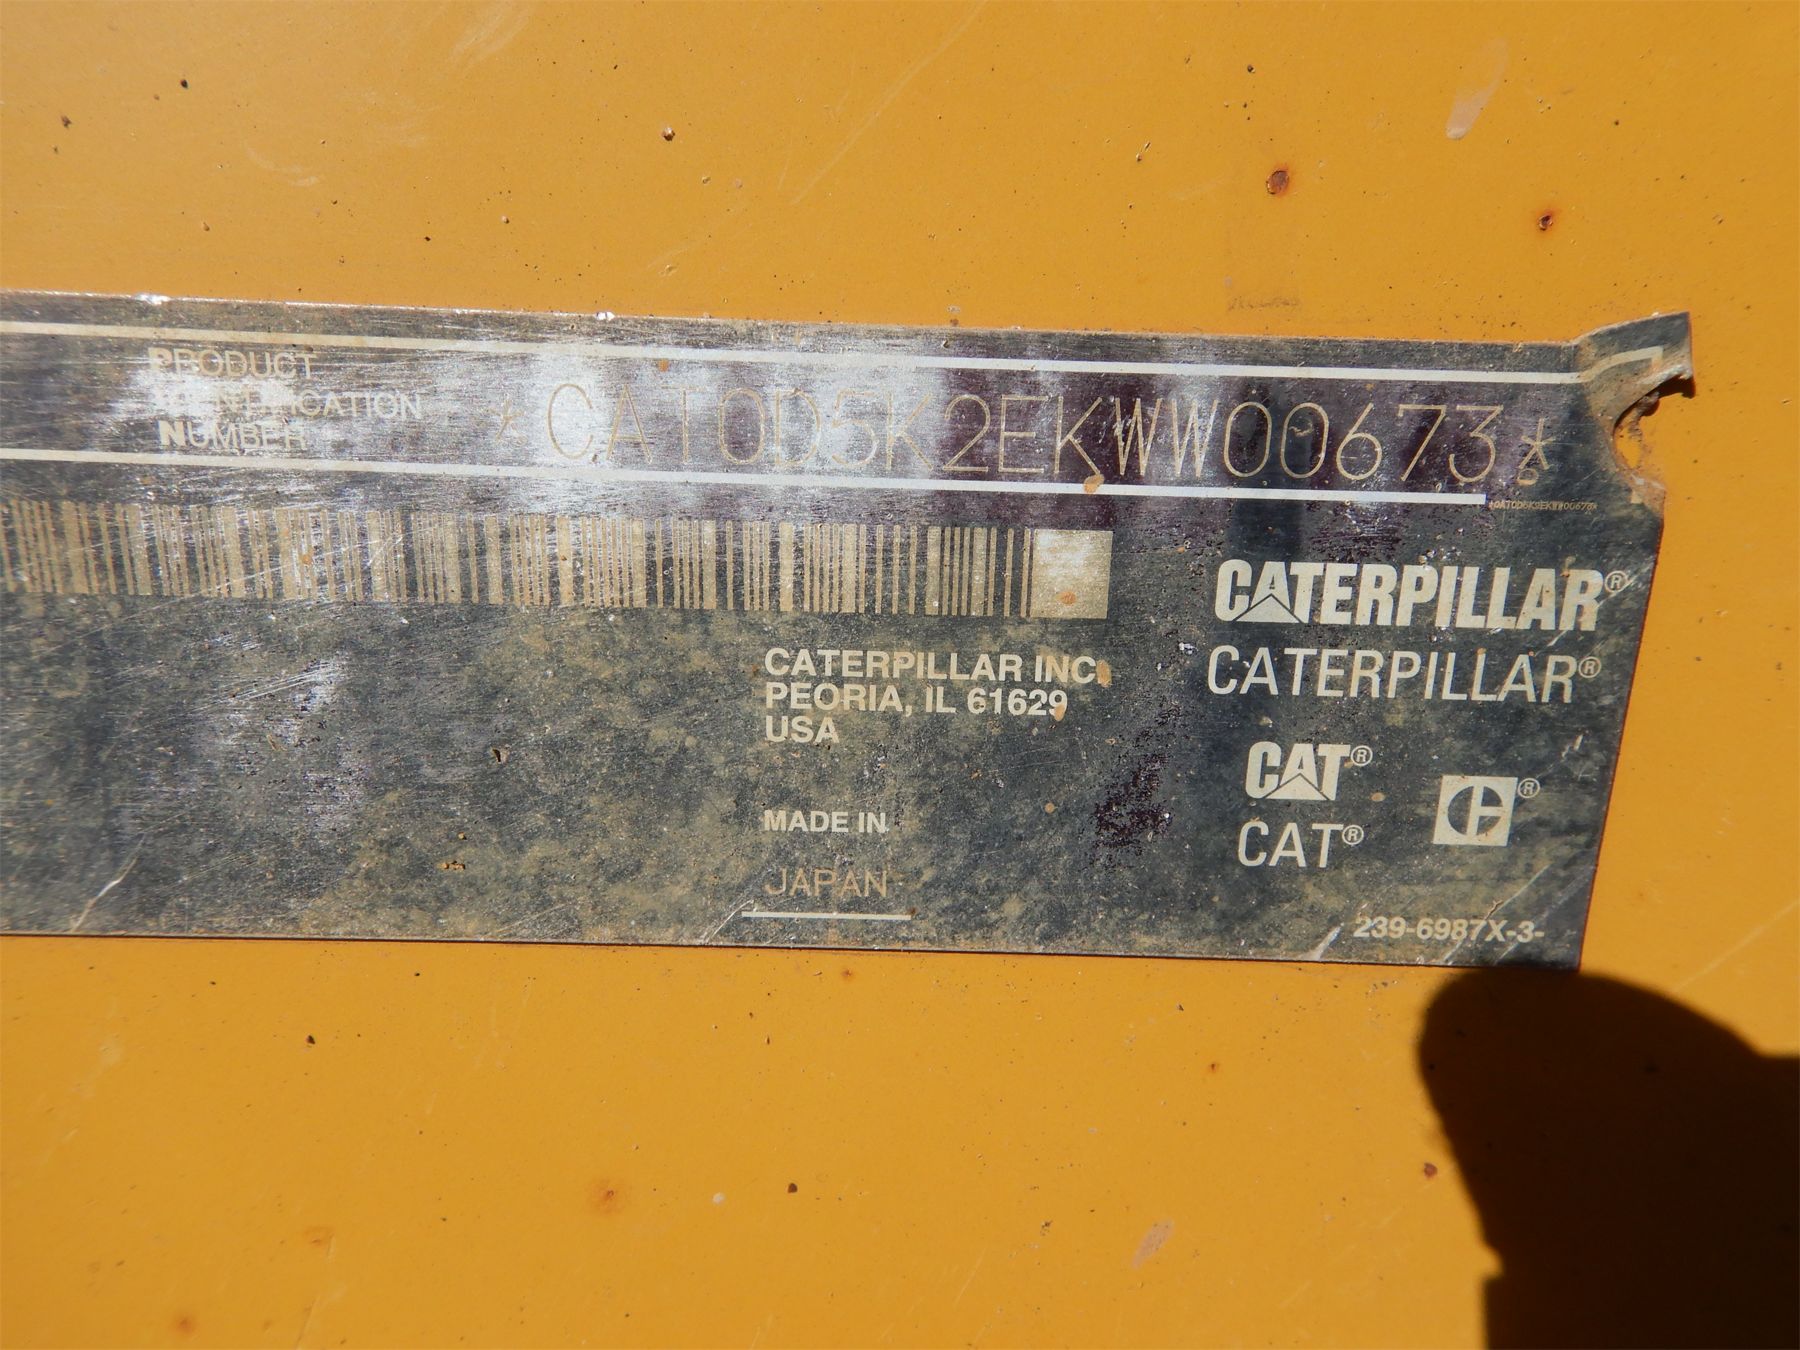 PRODUCT
IDENTIFICATION
NUMBER
*CAT0D5K2EKWW00673*
*CAT0D5K2EKWW00673*
CATERPILLAR®
CATERPILLAR INC.
PEORIA, IL 61629
USA
CATERPILLAR®
CAT®
MADE IN
CAT®
JAPAN
239-6987X-3-